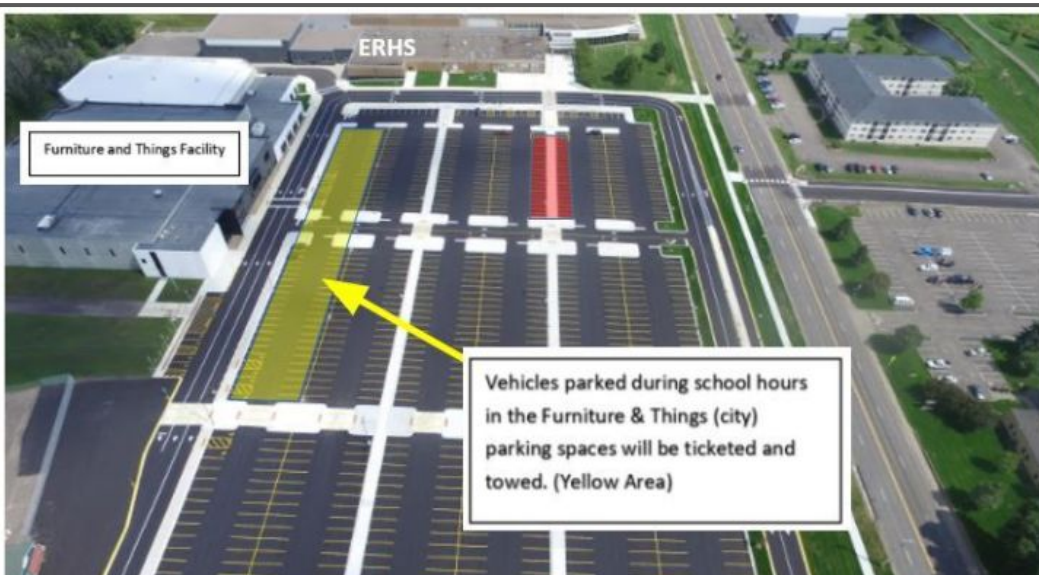 ERHS
Furniture and Things Facility
Vehicles parked during school hours
in the Furniture & Things (city)
parking spaces will be ticketed and
towed. (Yellow Area)